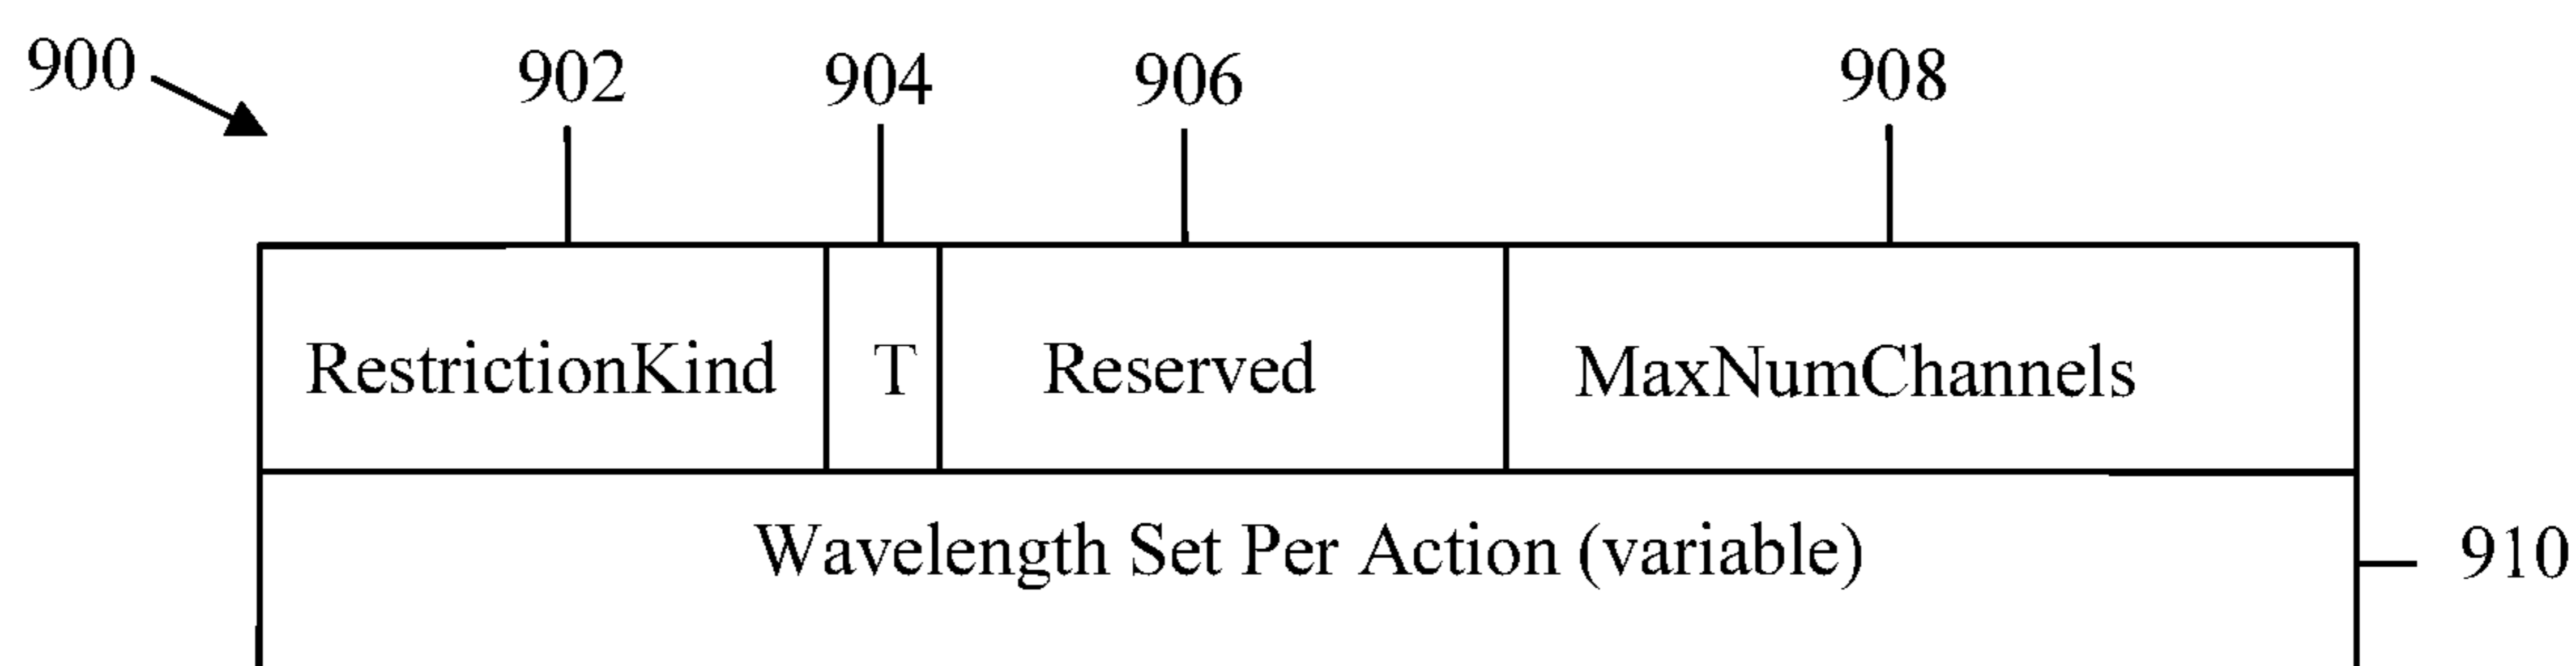 900 902 904 906 908
RestrictionKind T Reserved MaxNumChannels
Wavelength Set Per Action (variable) 910